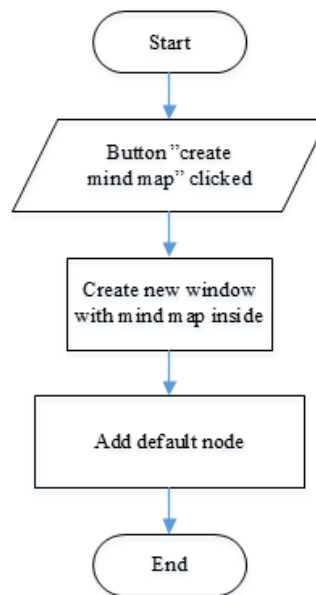 Start
Button ”create
mind map” clicked
Create new window
with mind map inside
Add default node
End